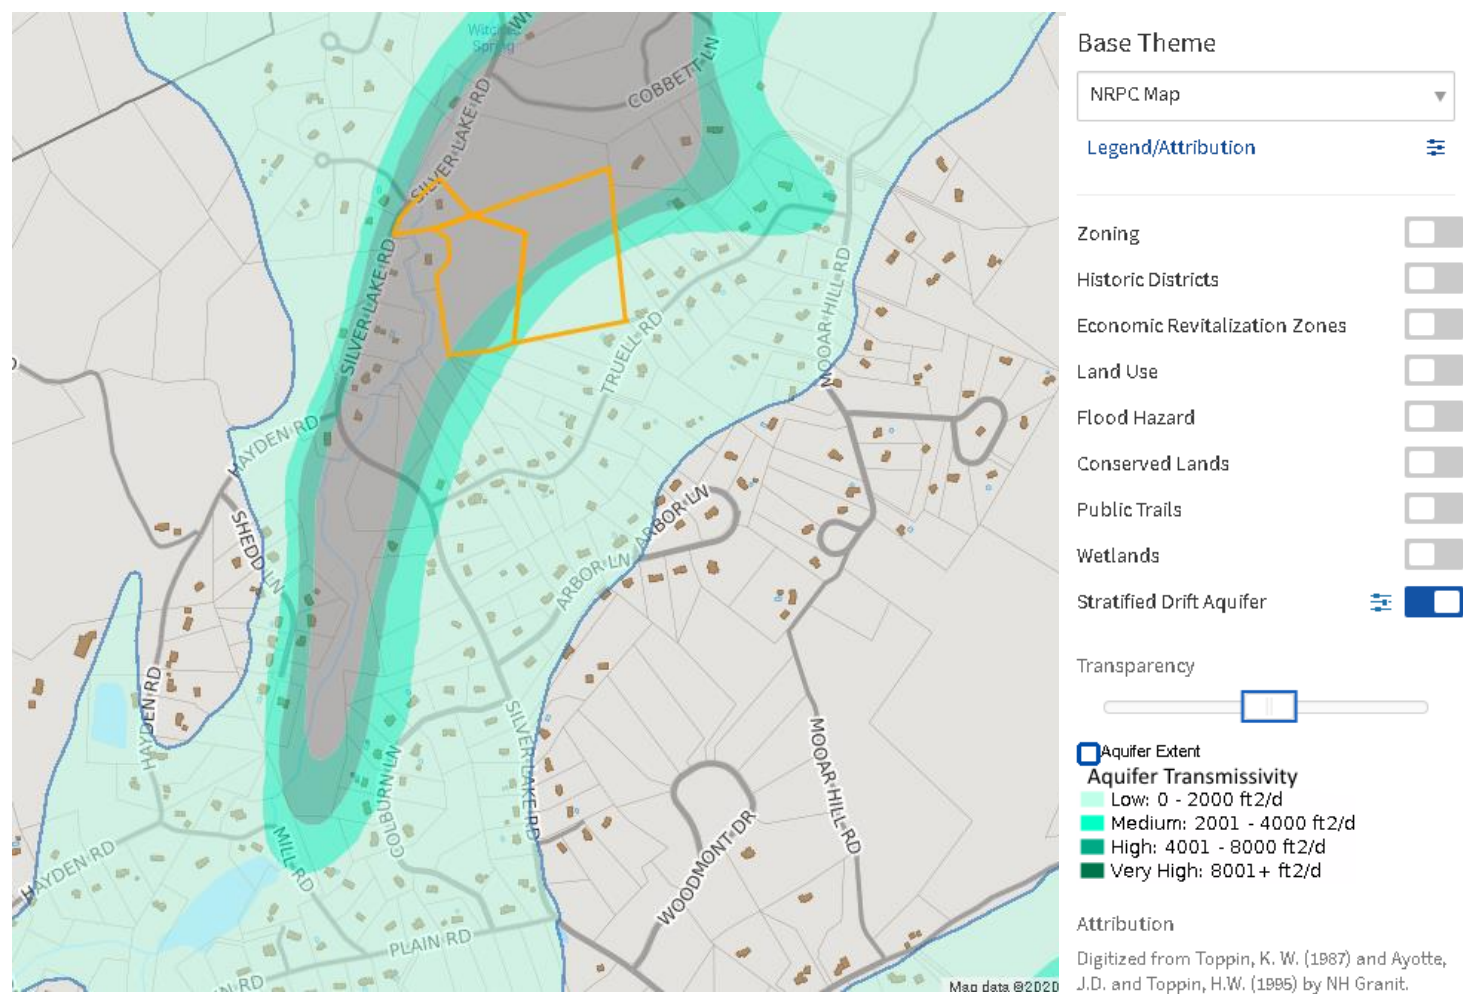 Witches
Spring
COBBETT LN
SILVER LAKE RD
SILVER LAKE RD
MOOAR HILL RD
TRUELL RD
HAYDEN RD
SHEDD LN
ARBOR LN
ARBOR LN
HAYDEN RD
SILVER LAKE RD
MOOAR HILL RD
COLBURN LN
MILL RD
WOODMONT DR
HAYDEN RD
PLAIN RD
Map data ©2020
Base Theme
NRPC Map
Legend/Attribution
Zoning
Historic Districts
Economic Revitalization Zones
Land Use
Flood Hazard
Conserved Lands
Public Trails
Wetlands
Stratified Drift Aquifer
Transparency
Aquifer Extent
Aquifer Transmissivity
Low: 0 - 2000 ft2/d
Medium: 2001 - 4000 ft2/d
High: 4001 - 8000 ft2/d
Very High: 8001+ ft2/d
Attribution
Digitized from Toppin, K. W. (1987) and Ayotte,
J.D. and Toppin, H.W. (1995) by NH Granit.